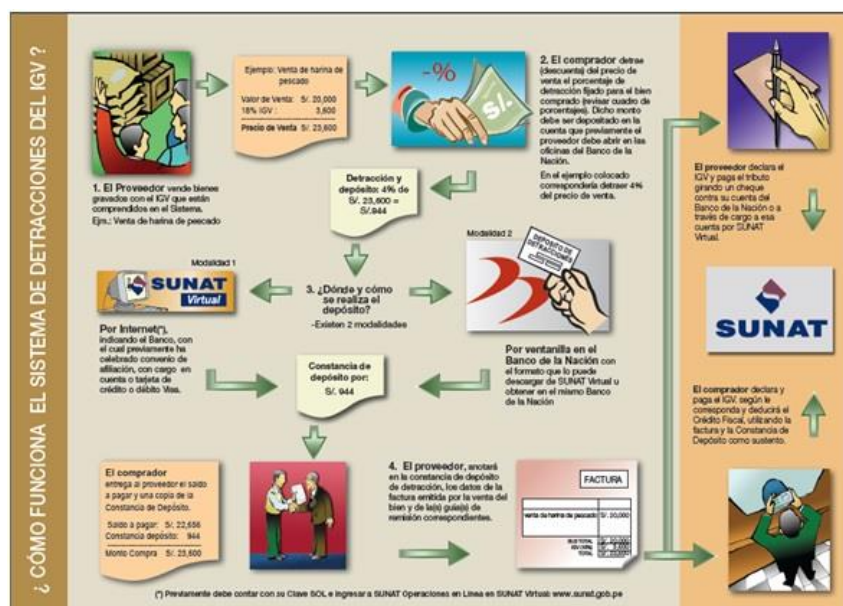 ¿ CÓMO FUNCIONA EL SISTEMA DE DETRACCIONES DEL IGV ?
1. El Proveedor vende bienes
gravados con el IGV que están
comprendidos en el Sistema.
Ejm.: Venta de harina de pescado
Ejemplo: Venta de harina de
pescado
Valor de Venta: S/. 20,000
18% IGV : 3,600
Precio de Venta S/. 23,600
-%
S/.
2. El comprador detrae
(descuenta) del precio de
venta el porcentaje de
detracción fijado para el bien
comprado (revisar cuadro de
porcentajes). Dicho monto
debe ser depositado en la
cuenta que previamente el
proveedor debe abrir en las
oficinas del Banco de la
Nación.
En el ejemplo colocado
correspondería detraer 4%
del precio de venta.
Detracción y
depósito: 4% de
S/. 23,600 =
S/.944
Modalidad 1
SUNAT
Virtual
3. ¿Dónde y cómo
se realiza el
depósito?
-Existen 2 modalidades
Modalidad 2
DEPOSITO DE
DETRACCIONES
Por Internet(*),
indicando el Banco, con
el cual previamente ha
celebrado convenio de
afiliación, con cargo en
cuenta o tarjeta de
crédito o débito Visa.
Constancia de
depósito por:
S/. 944
Por ventanilla en el
Banco de la Nación con
el formato que lo puede
descargar de SUNAT Virtual u
obtener en el mismo Banco
de la Nación
El comprador
entrega al proveedor el saldo
a pagar y una copia de la
Constancia de Depósito.
Saldo a pagar: S/. 22,656
Constancia depósito: 944
Monto Compra S/. 23,600
4. El proveedor, anotará
en la constancia de depósito
de detracción, los datos de la
factura emitida por la venta del
bien y de la(s) guía(s) de
remisión correspondientes.
FACTURA
venta de harina de pescado S/. 20,000
SUB TOTAL S/. 20,000
TOTAL
El proveedor declara el
IGV y paga el tributo
girando un cheque
contra su cuenta del
Banco de la Nación o a
través de cargo a esa
cuenta por SUNAT
Virtual.
SUNAT
El comprador declara y
paga el IGV, según le
corresponda y deducirá el
Crédito Fiscal, utilizando la
factura y la Constancia de
Depósito como sustento.
(*) Previamente debe contar con su Clave SOL e ingresar a SUNAT Operaciones en Línea en SUNAT Virtual: www.sunat.gob.pe